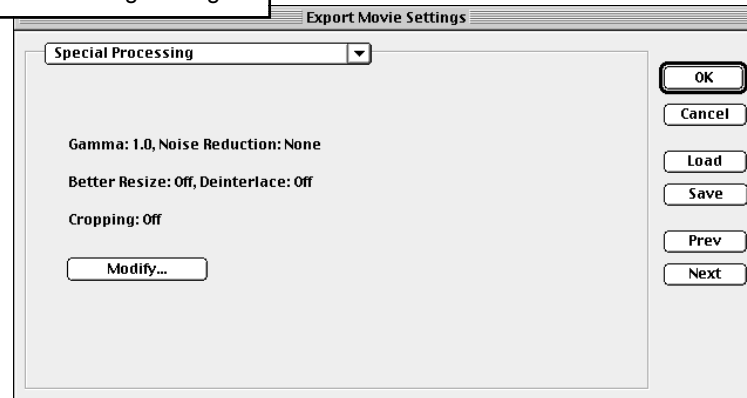 Export Movie Settings
Special Processing
OK
Cancel
Gamma: 1.0, Noise Reduction: None
Load
Better Resize: Off, Deinterlace: Off
Save
Cropping: Off
Prev
Modify...
Next